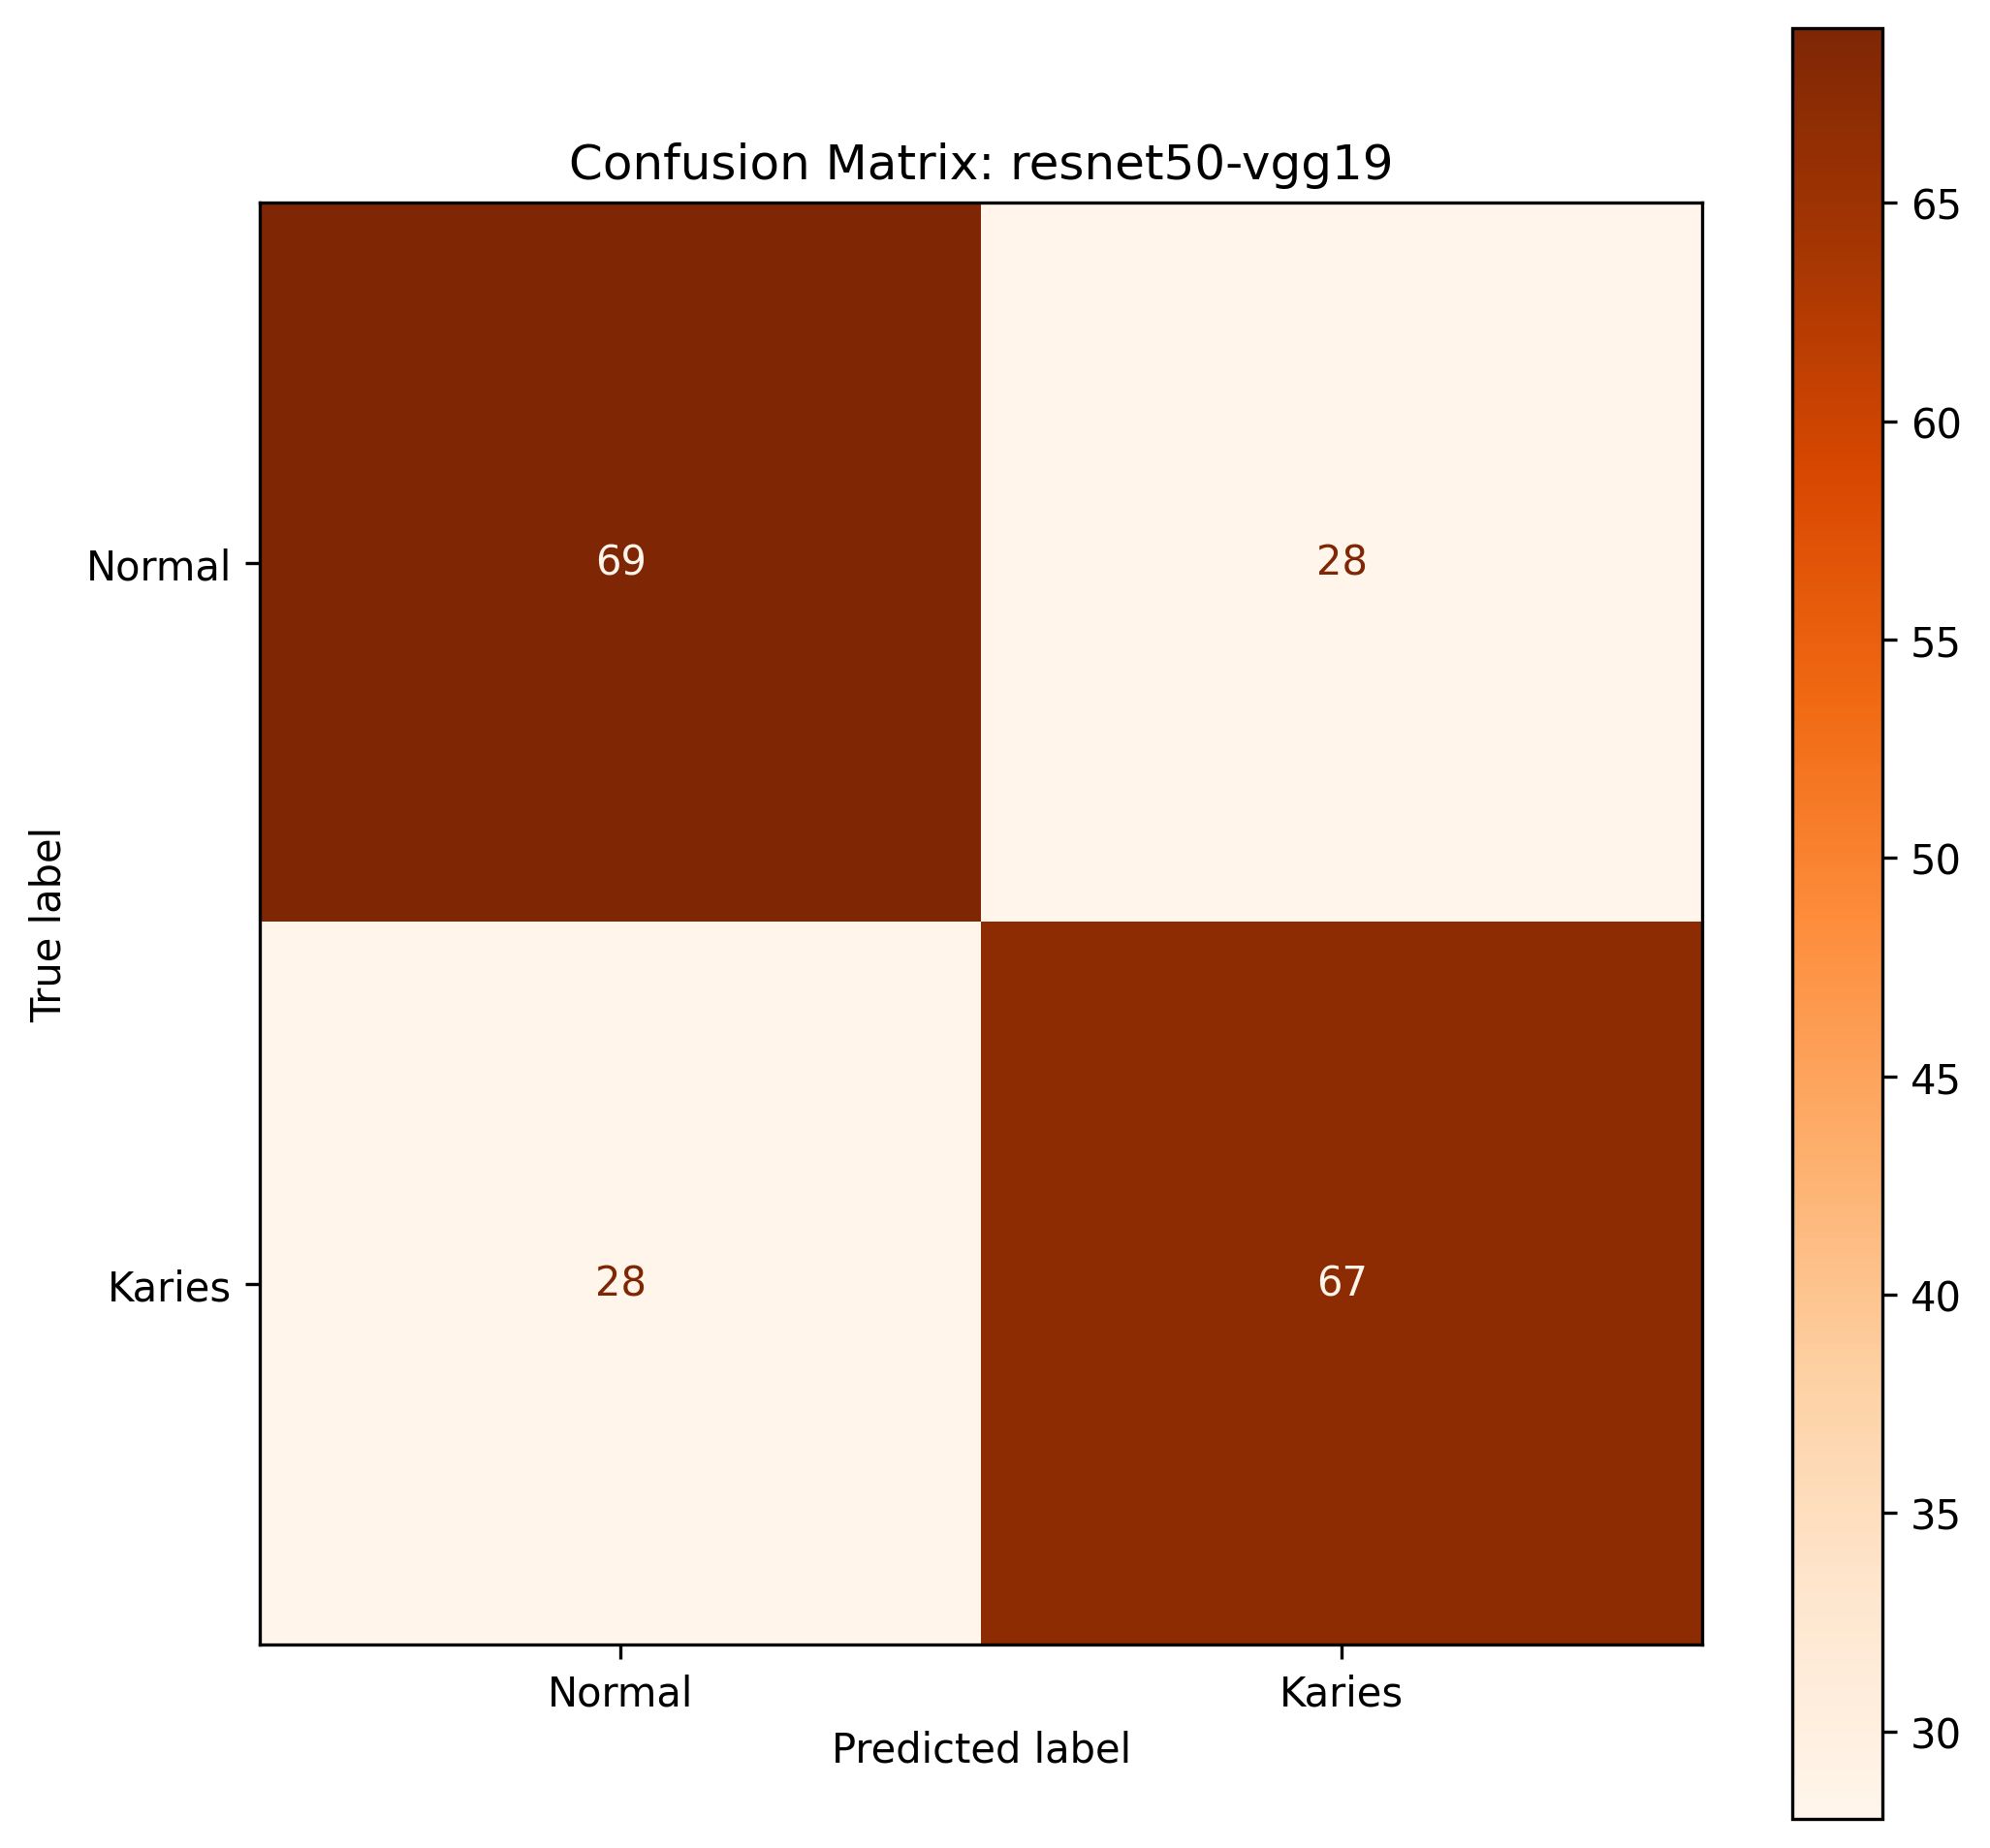 Confusion Matrix: resnet50-vgg19
True label
Normal
Karies
69
28
28
67
Normal
Karies
Predicted label
65
60
55
50
45
40
35
30